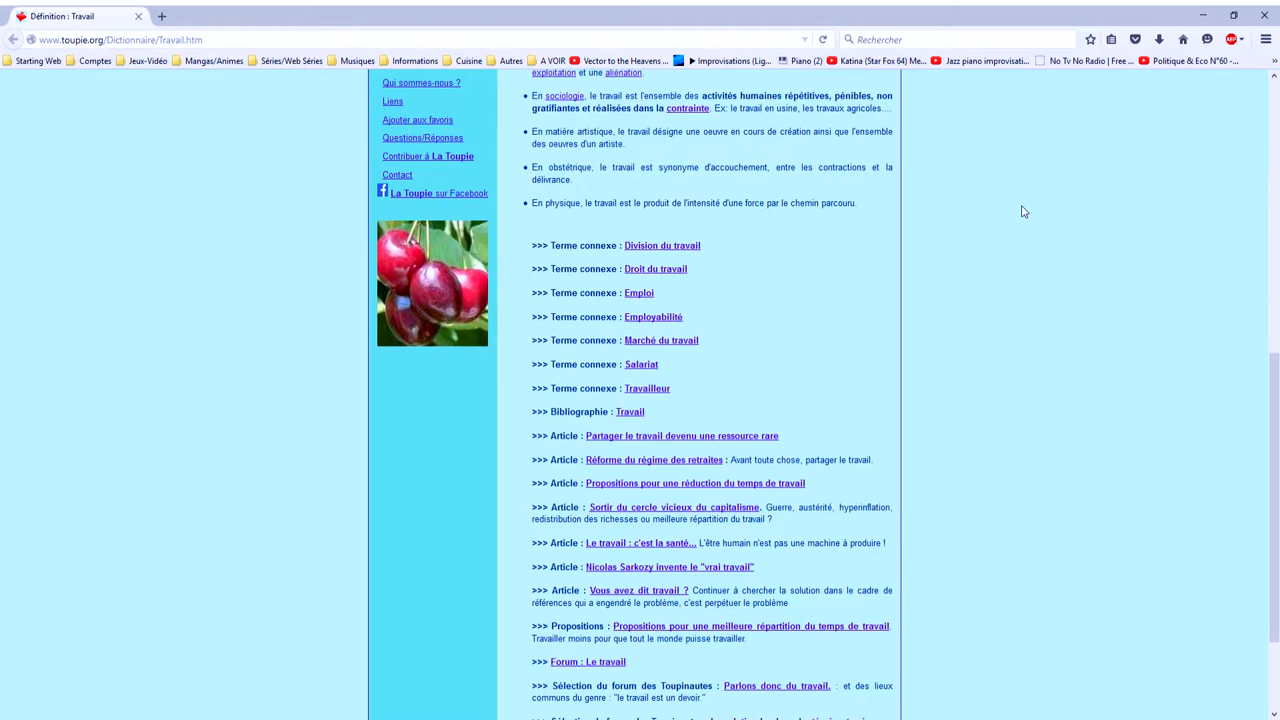 Définition : Travail
www.toupie.org/Dictionnaire/Travail.htm
Rechercher
ABP
Starting Web Comptes Jeux-Vidéo Mangas/Animes Séries/Web Séries Musiques Informations Cuisine Autres A VOIR Vector to the Heavens ... Improvisations (Lig... Piano (2) Katina (Star Fox 64) Me... Jazz piano improvisati... No Tv No Radio | Free ... Politique & Eco N°60 -...
Qui sommes-nous ?
Liens
Ajouter aux favoris
Questions/Réponses
Contribuer á La Toupie
Contact
La Toupie sur Facebook
exploitation et une aliénation.
• En sociologie, le travail est l'ensemble des activités humaines répétitives, pénibles, non
gratifiantes et réalisées dans la contrainte. Ex: le travail en usine, les travaux agricoles....
• En matière artistique, le travail désigne une oeuvre en cours de création ainsi que l'ensemble
des oeuvres d'un artiste.
• En obstétrique, le travail est synonyme d'accouchement, entre les contractions et la
délivrance.
• En physique, le travail est le produit de l'intensité d'une force par le chemin parcouru.
>>> Terme connexe : Division du travail
>>> Terme connexe : Droit du travail
>>> Terme connexe : Emploi
>>> Terme connexe : Employabilité
>>> Terme connexe : Marché du travail
>>> Terme connexe : Salariat
>>> Terme connexe : Travailleur
>>> Bibliographie : Travail
>>> Article : Partager le travail devenu une ressource rare
>>> Article : Réforme du régime des retraites : Avant toute chose, partager le travail.
>>> Article : Propositions pour une réduction du temps de travail
>>> Article : Sortir du cercle vicieux du capitalisme. Guerre, austérité, hyperinflation,
redistribution des richesses ou meilleure répartition du travail ?
>>> Article : Le travail : c'est la santé... L'être humain n'est pas une machine à produire !
>>> Article : Nicolas Sarkozy invente le "vrai travail"
>>> Article : Vous avez dit travail ? Continuer à chercher la solution dans le cadre de
références qui a engendré le problème, c'est perpétuer le problème
>>> Propositions : Propositions pour une meilleure répartition du temps de travail.
Travailler moins pour que tout le monde puisse travailler.
>>> Forum : Le travail
>>> Sélection du forum des Toupinautes : Parlons donc du travail. : et des lieux
communs du genre : "le travail est un devoir."